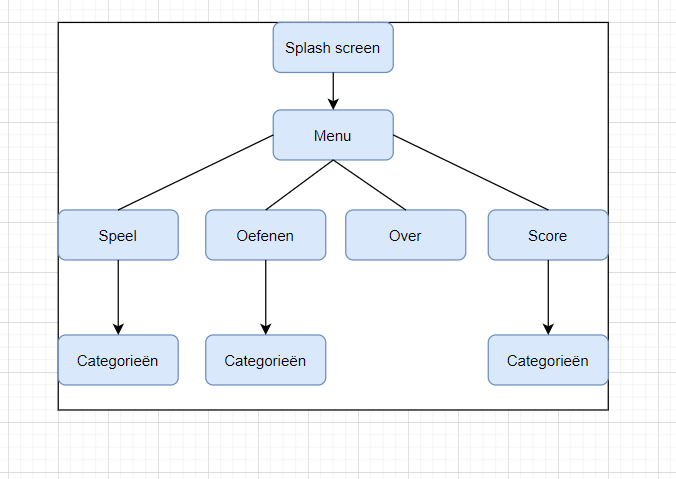 Splash screen
Menu
Speel
Oefenen
Over
Score
Categorieën
Categorieën
Categorieën